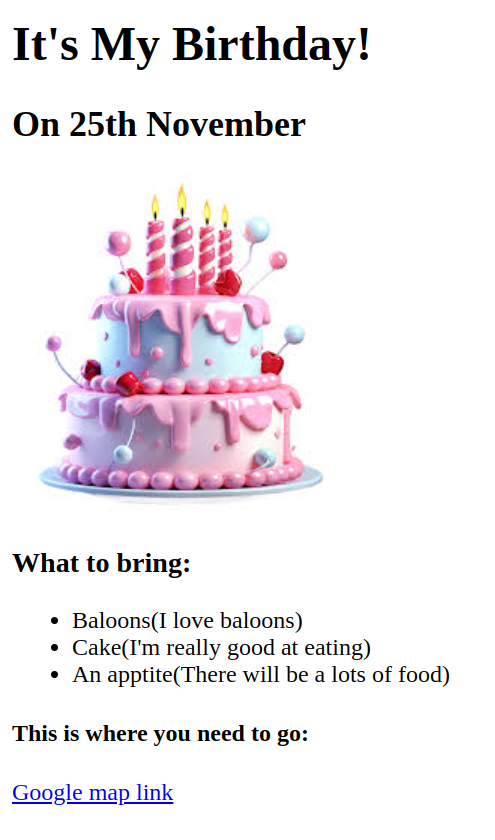 It's My Birthday!
On 25th November
What to bring:
Baloons(I love baloons)
Cake(I'm really good at eating)
An apptite(There will be a lots of food)
This is where you need to go:
Google map link